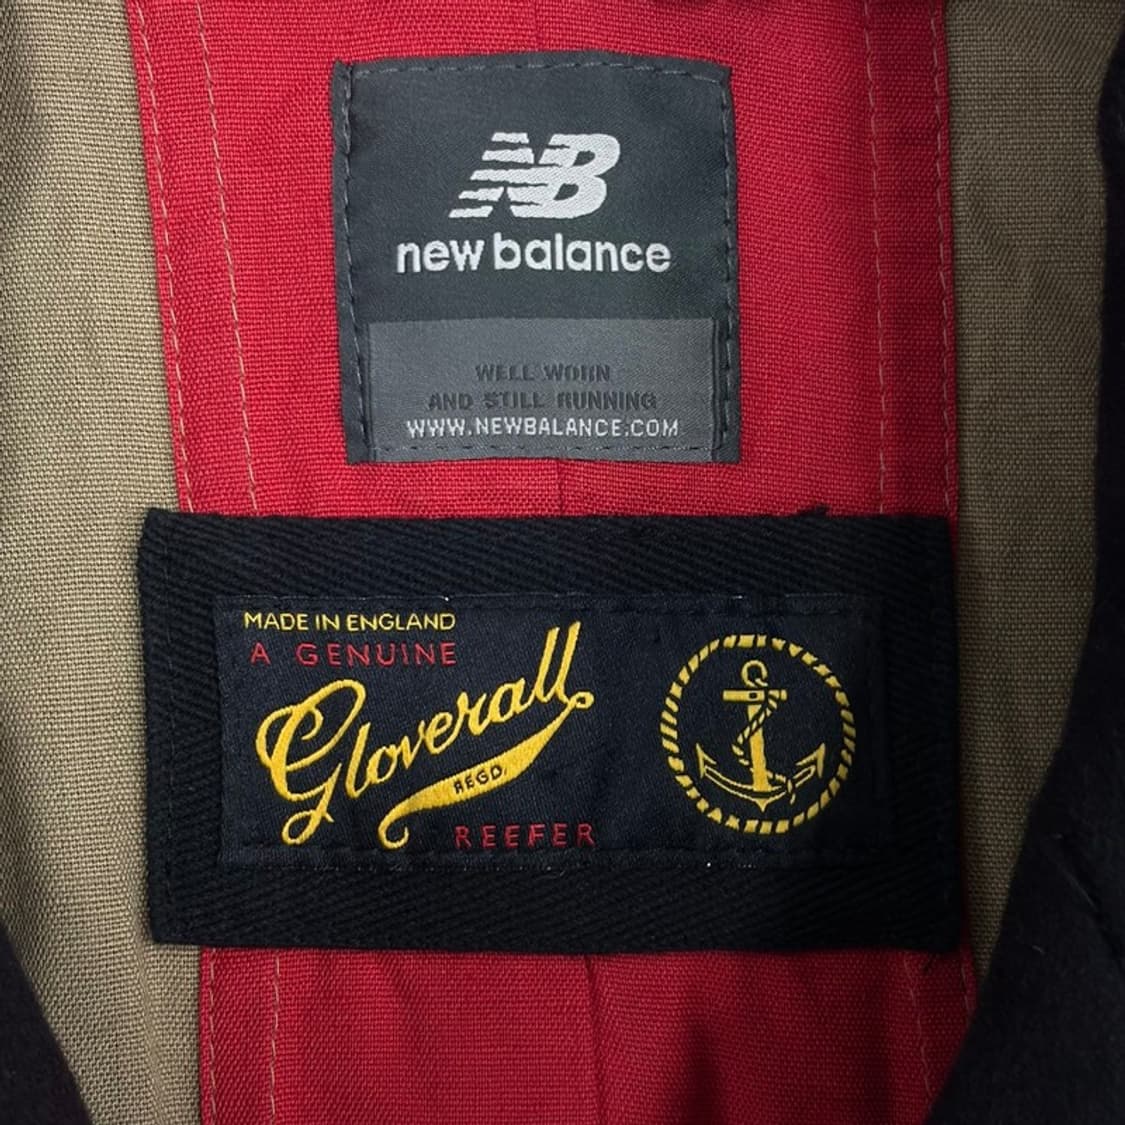 NB
new balance
WELL WORN
AND STILL RUNNING
WWW.NEWBALANCE.COM
MADE IN ENGLAND
A GENUINE
Gloverall
REGD.
REEFER